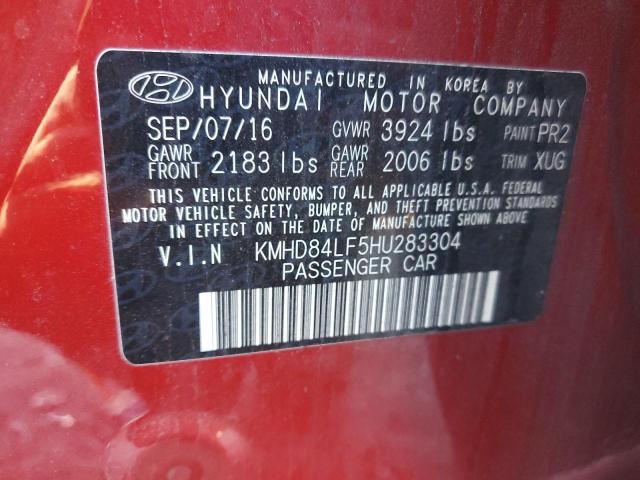 MANUFACTURED IN KOREA BY
HYUNDAI MOTOR COMPANY
SEP/07/16 GVWR 3924 lbs PAINT PR2
GAWR FRONT 2183 lbs GAWR REAR 2006 lbs TRIM XUG
THIS VEHICLE CONFORMS TO ALL APPLICABLE U.S.A. FEDERAL
MOTOR VEHICLE SAFETY, BUMPER, AND THEFT PREVENTION STANDARDS
IN EFFECT ON THE DATE OF MANUFACTURE SHOWN ABOVE.
V.I.N KMHD84LF5HU283304
PASSENGER CAR